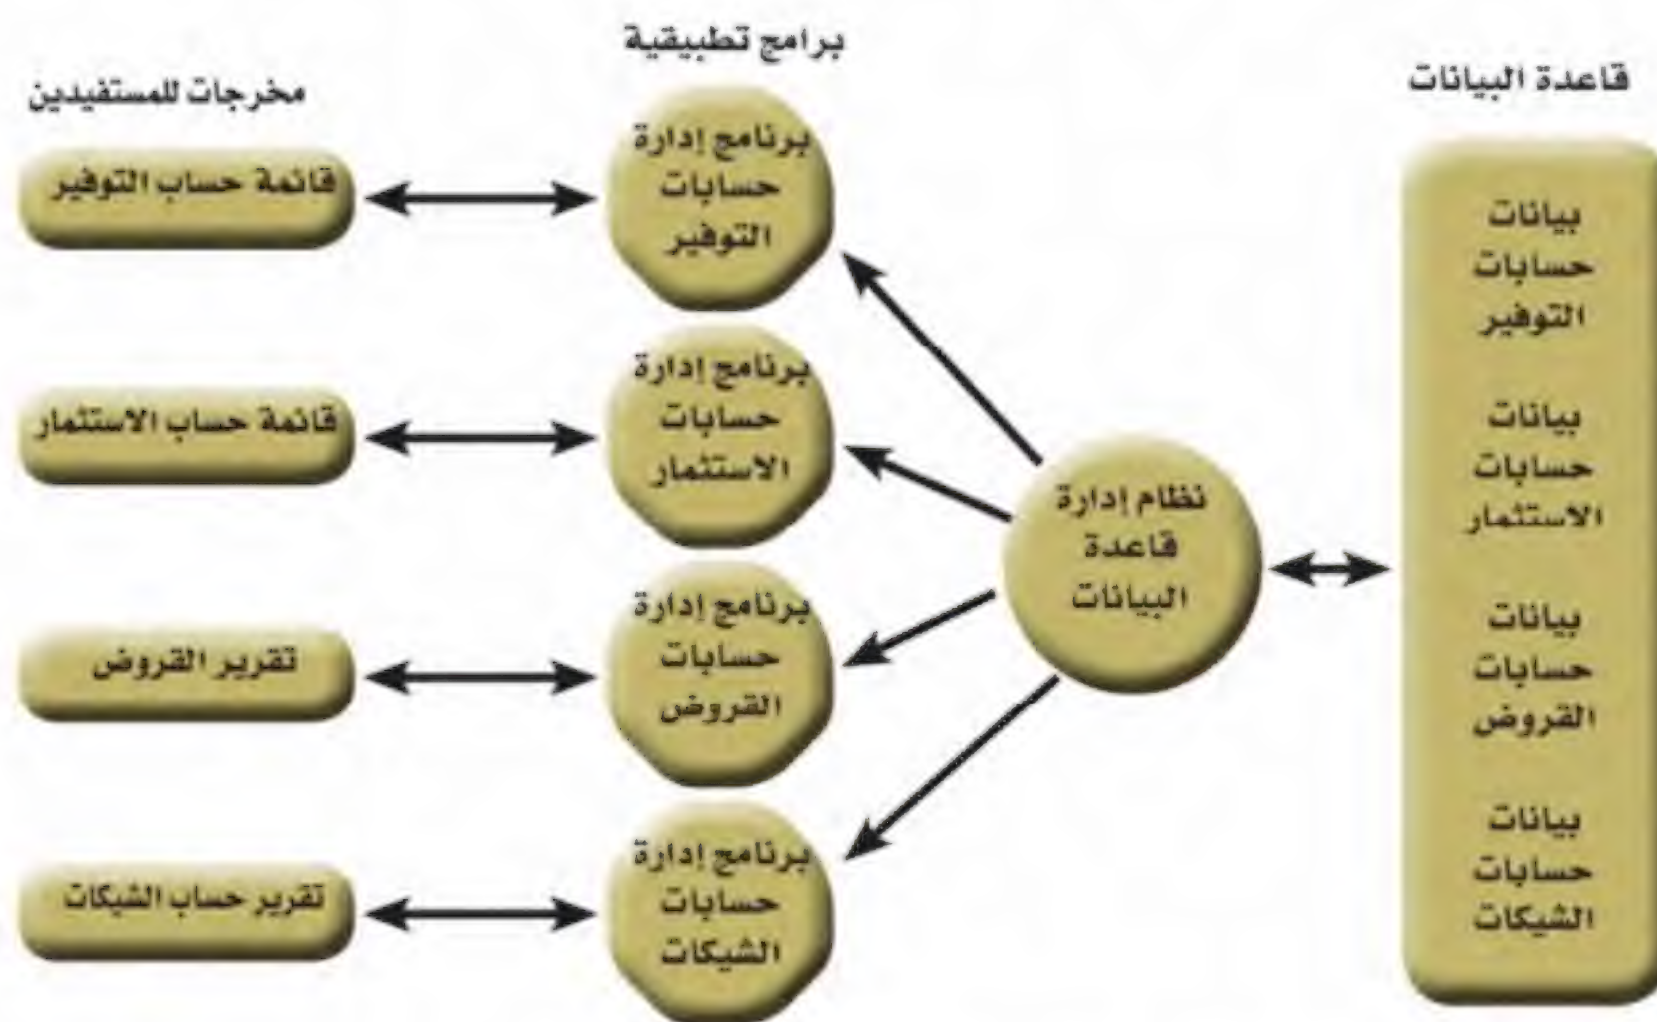 قاعدة البيانات
بيانات
حسابات
التوفير
بيانات
حسابات
الاستثمار
بيانات
حسابات
القروض
بيانات
حسابات
الشيكات
نظام إدارة
قاعدة
البيانات
برامج تطبيقية
برنامج إدارة
حسابات
التوفير
برنامج إدارة
حسابات
الاستثمار
برنامج إدارة
حسابات
القروض
برنامج إدارة
حسابات
الشيكات
مخرجات للمستفيدين
قائمة حساب التوفير
قائمة حساب الاستثمار
تقرير القروض
تقرير حساب الشيكات